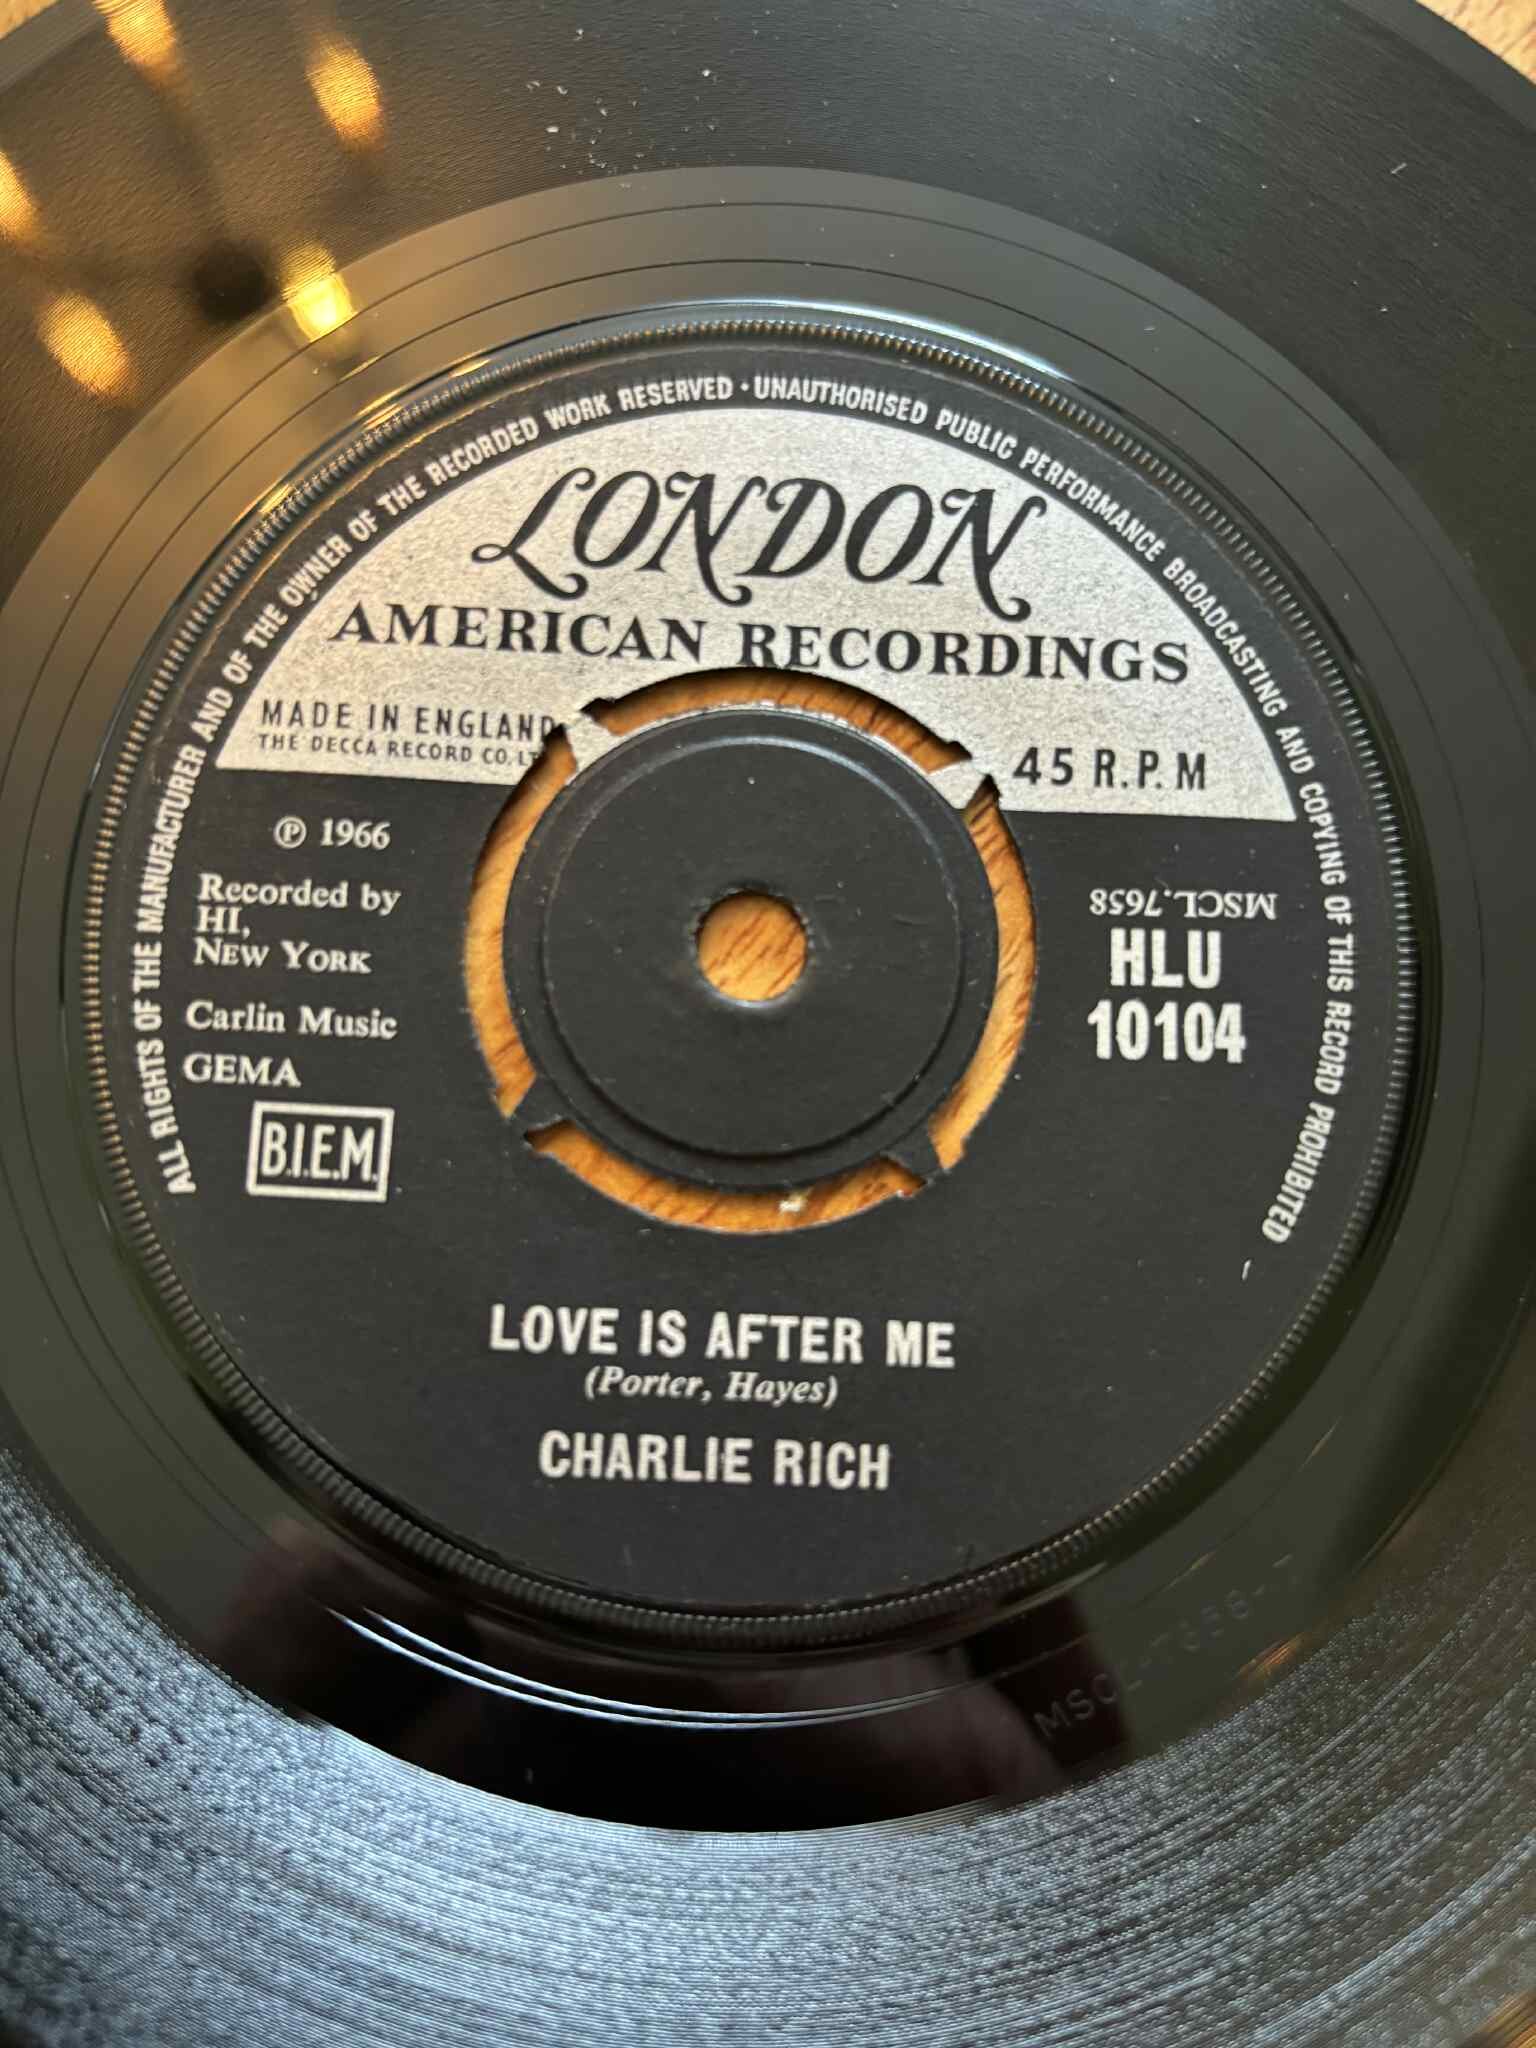 ALL RIGHTS OF THE MANUFACTURER AND OF THE OWNER OF THE RECORDED WORK RESERVED · UNAUTHORISED PUBLIC PERFORMANCE BROADCASTING AND COPYING OF THIS RECORD PROHIBITED
LONDON
AMERICAN RECORDINGS
MADE IN ENGLAND
THE DECCA RECORD CO. LT
45 R.P.M
℗ 1966
Recorded by
HI,
NEW YORK
Carlin Music
GEMA
B.I.E.M.
MSCL.7658
HLU
10104
LOVE IS AFTER ME
(Porter, Hayes)
CHARLIE RICH